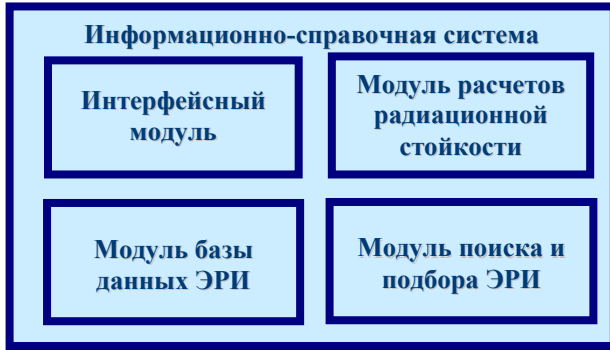 Информационно-справочная система
Интерфейсный
модуль
Модуль расчетов
радиационной
стойкости
Модуль базы
данных ЭРИ
Модуль поиска и
подбора ЭРИ